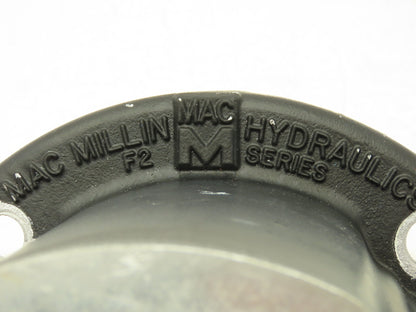 MAC MILLIN MAC HYDRAULICS
F2 M SERIES